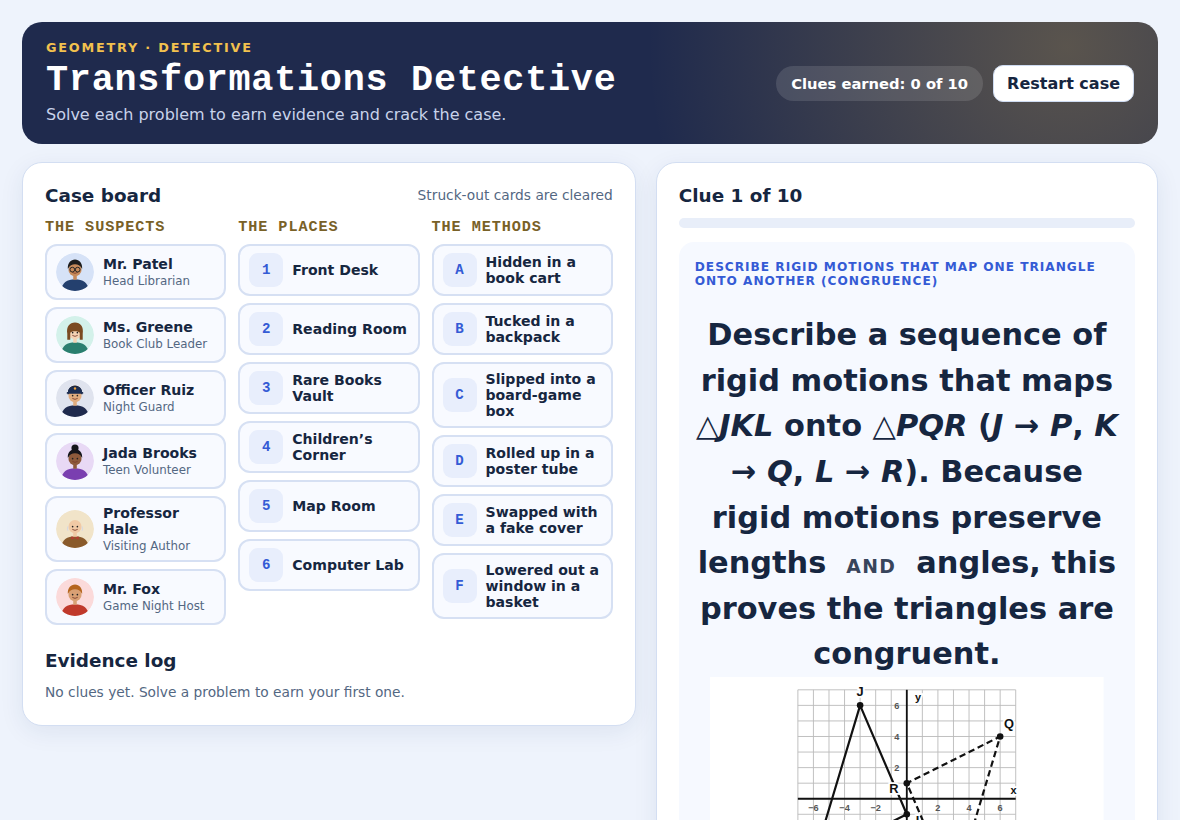 GEOMETRY · DETECTIVE
Transformations Detective
Solve each problem to earn evidence and crack the case.
Clues earned: 0 of 10
Restart case
Case board
Struck-out cards are cleared
THE SUSPECTS
Mr. Patel
Head Librarian
Ms. Greene
Book Club Leader
Officer Ruiz
Night Guard
Jada Brooks
Teen Volunteer
Professor
Hale
Visiting Author
Mr. Fox
Game Night Host
THE PLACES
1 Front Desk
2 Reading Room
3 Rare Books
Vault
4 Children’s
Corner
5 Map Room
6 Computer Lab
THE METHODS
A Hidden in a
book cart
B Tucked in a
backpack
C Slipped into a
board-game
box
D Rolled up in a
poster tube
E Swapped with
a fake cover
F Lowered out a
window in a
basket
Evidence log
No clues yet. Solve a problem to earn your first one.
Clue 1 of 10
DESCRIBE RIGID MOTIONS THAT MAP ONE TRIANGLE
ONTO ANOTHER (CONGRUENCE)
Describe a sequence of
rigid motions that maps
△JKL onto △PQR (J → P, K
→ Q, L → R). Because
rigid motions preserve
lengths AND angles, this
proves the triangles are
congruent.
J
y
6
Q
4
2
R
x
−6 −4 −2 2 4 6